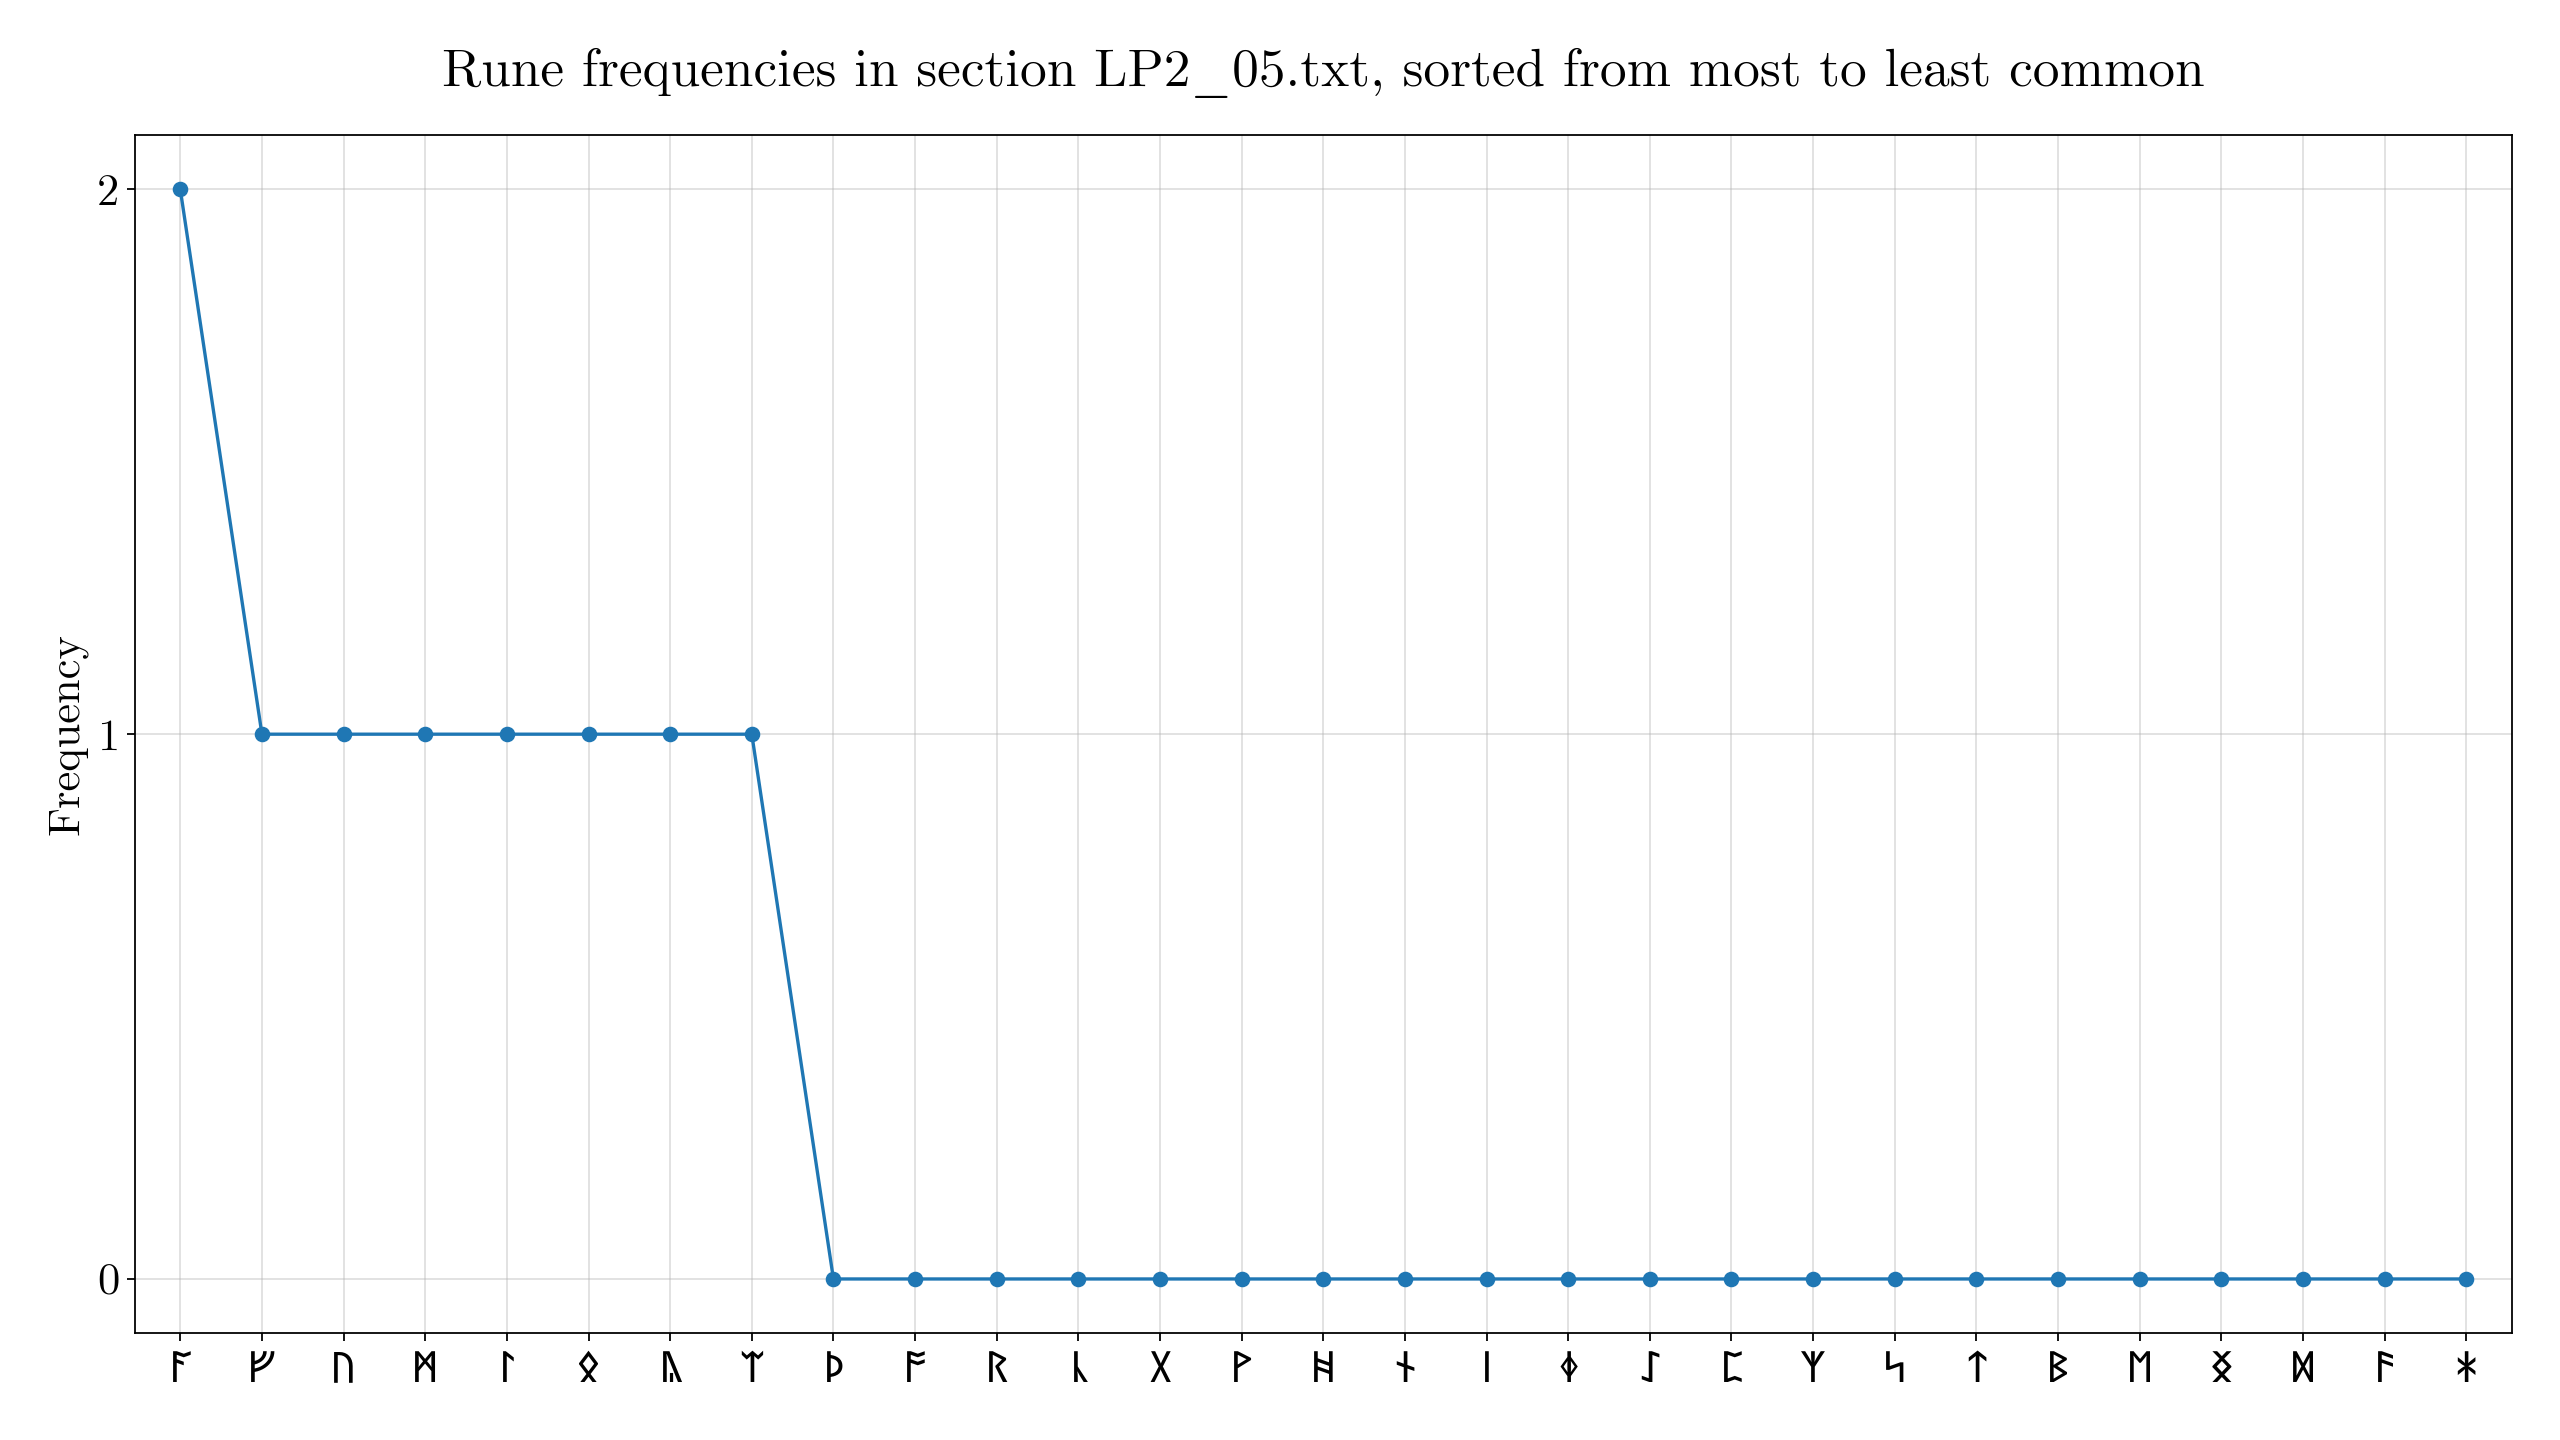 Rune frequencies in section LP2_05.txt, sorted from most to least common
Frequency
2
1
0
ᚪ ᚠ ᚢ ᛗ ᛚ ᛟ ᚣ ᛠ ᚦ ᚩ ᚱ ᚳ ᚷ ᚹ ᚻ ᚾ ᛁ ᛄ ᛇ ᛈ ᛉ ᛋ ᛏ ᛒ ᛖ ᛝ ᛞ ᚫ ᛡ